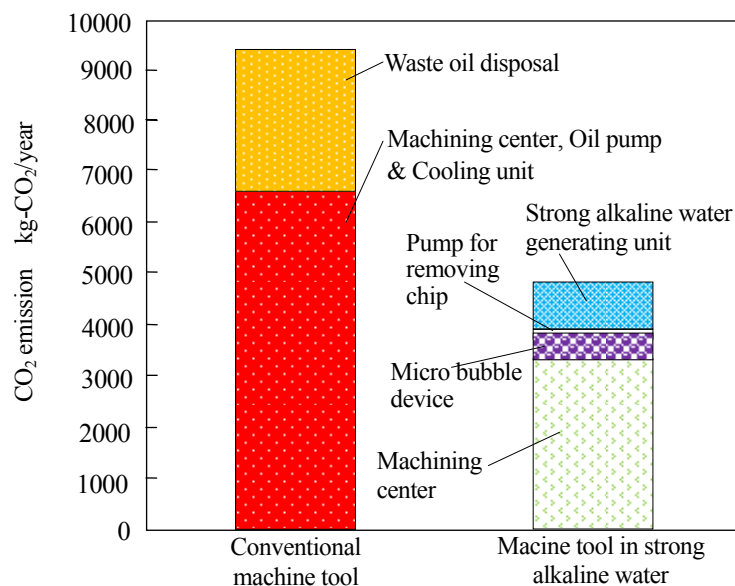 10000
9000
8000
7000
6000
5000
4000
3000
2000
1000
0
CO₂ emission kg-CO₂/year
Waste oil disposal
Machining center, Oil pump
& Cooling unit
Strong alkaline water
generating unit
Pump for
removing
chip
Micro bubble
device
Machining
center
Conventional
machine tool
Macine tool in strong
alkaline water